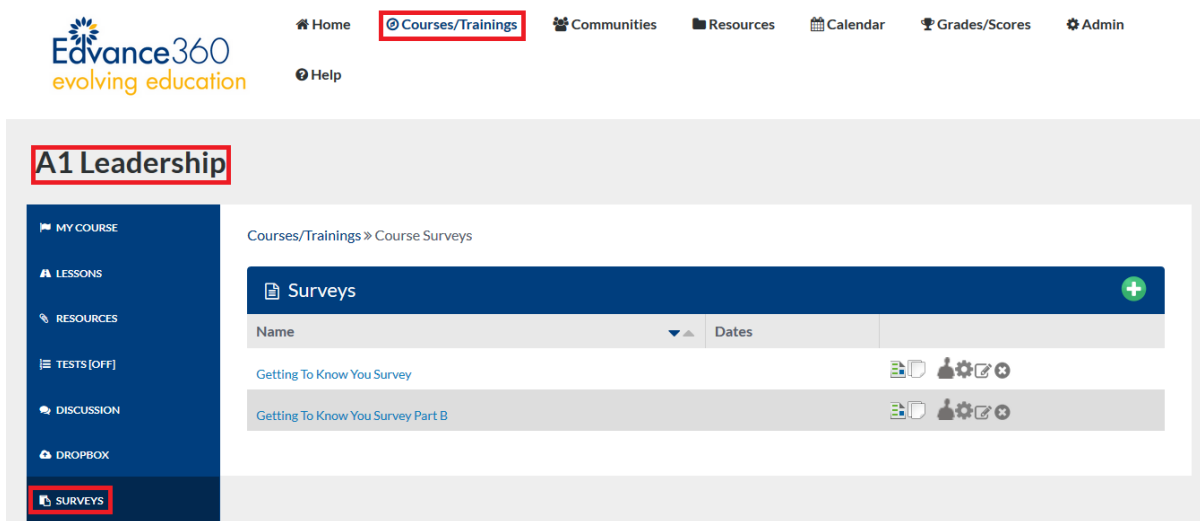 Edvance360
evolving education
Home Courses/Trainings Communities Resources Calendar Grades/Scores Admin
Help
A1 Leadership
MY COURSE
LESSONS
RESOURCES
TESTS [OFF]
DISCUSSION
DROPBOX
SURVEYS
Courses/Trainings » Course Surveys
Surveys
Name Dates
Getting To Know You Survey
Getting To Know You Survey Part B